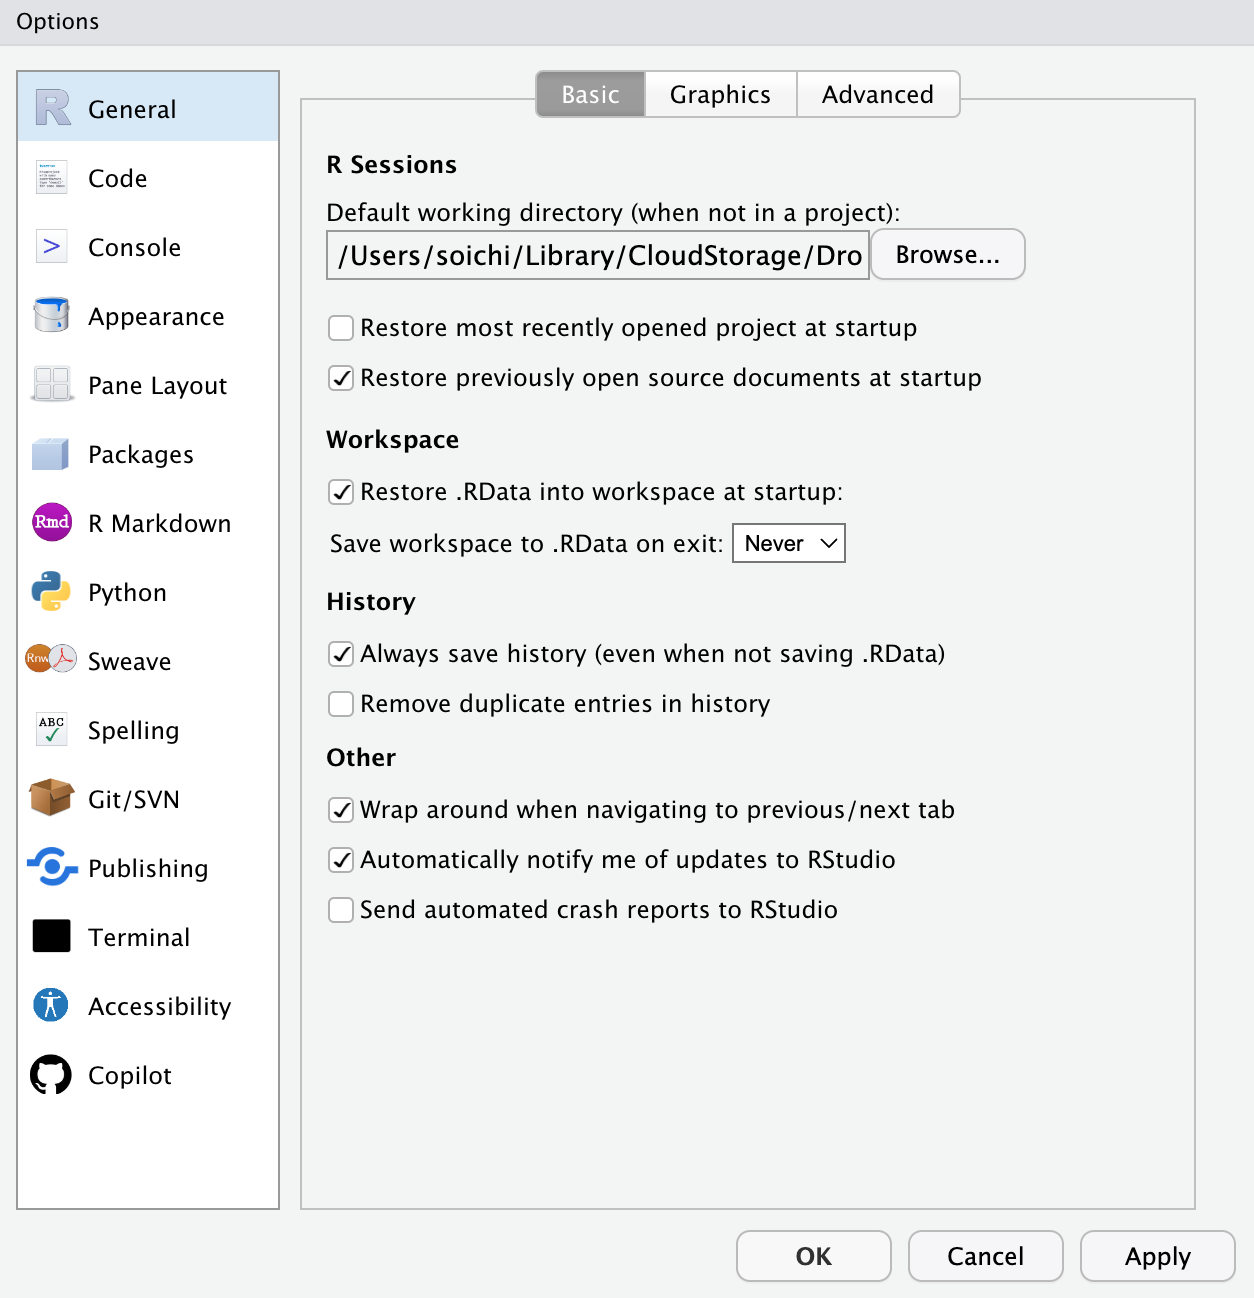 Options
General
Code
Console
Appearance
Pane Layout
Packages
Rmd
R Markdown
Python
Rnw
Sweave
ABC
Spelling
Git/SVN
Publishing
Terminal
Accessibility
Copilot
Basic
Graphics
Advanced
R Sessions
Default working directory (when not in a project):
/Users/soichi/Library/CloudStorage/Dro
Browse...
Restore most recently opened project at startup
Restore previously open source documents at startup
Workspace
Restore .RData into workspace at startup:
Save workspace to .RData on exit: Never
History
Always save history (even when not saving .RData)
Remove duplicate entries in history
Other
Wrap around when navigating to previous/next tab
Automatically notify me of updates to RStudio
Send automated crash reports to RStudio
OK
Cancel
Apply